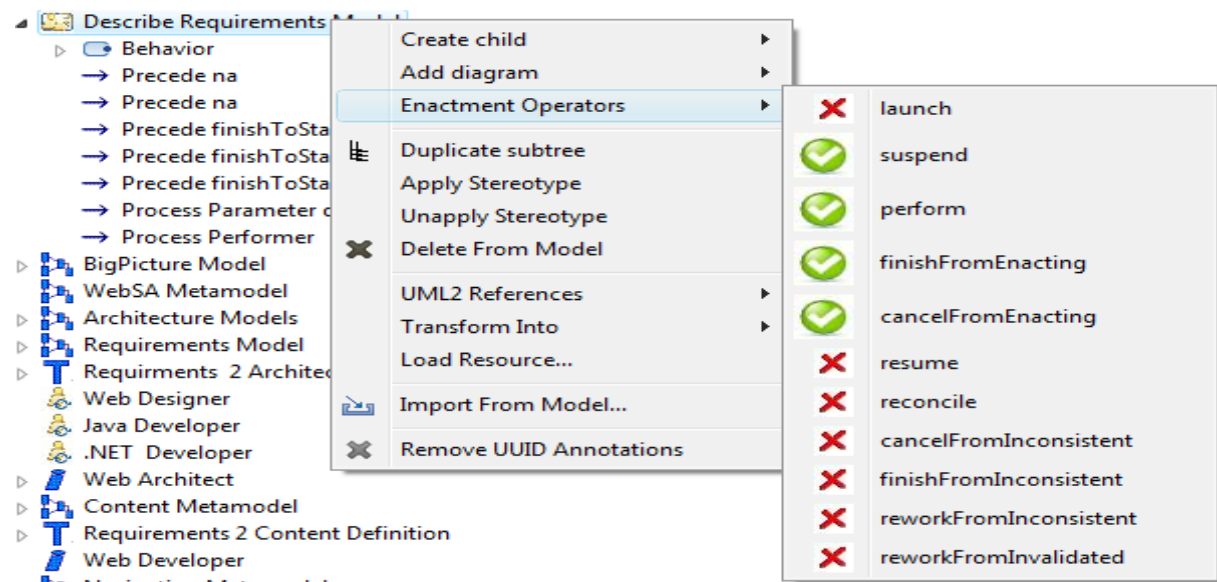 Describe Requirements Model
Behavior
Precede na
Precede na
Precede finishToSta
Precede finishToSta
Precede finishToSta
Process Parameter
Process Performer
BigPicture Model
WebSA Metamodel
Architecture Models
Requirements Model
Requirments 2 Architec
Web Designer
Java Developer
.NET Developer
Web Architect
Content Metamodel
Requirements 2 Content Definition
Web Developer
Create child
Add diagram
Enactment Operators
Duplicate subtree
Apply Stereotype
Unapply Stereotype
Delete From Model
UML2 References
Transform Into
Load Resource...
Import From Model...
Remove UUID Annotations
launch
suspend
perform
finishFromEnacting
cancelFromEnacting
resume
reconcile
cancelFromInconsistent
finishFromInconsistent
reworkFromInconsistent
reworkFromInvalidated